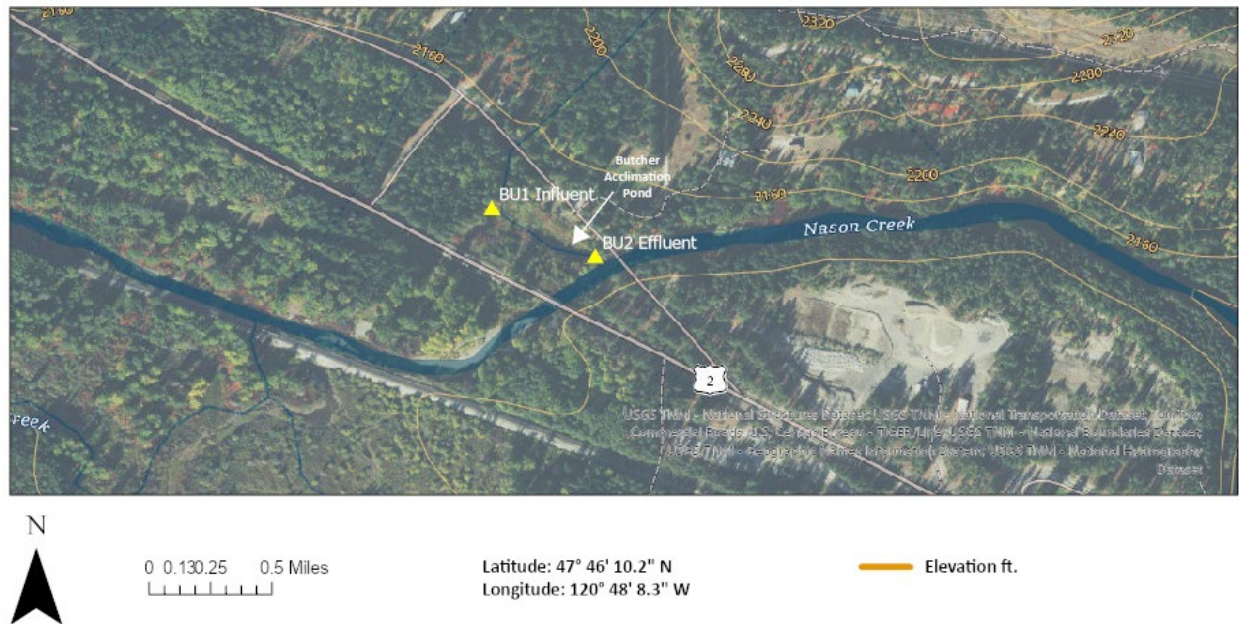 2160
2160
2200
2320
2320
2280
2280
2240
2240
2200
2160
2160
Butcher
Acclimation
Pond
BU1 Influent
BU2 Effluent
Nason Creek
2
reek
USGS TNM - National Structures Dataset; USGS TNM - National Transportation Dataset;
Commercial Roads; U.S. Census Bureau - TIGER/Line; USGS TNM - National Boundaries Dataset;
USGS TNM - Geographic Names Information System; USGS TNM - National Hydrography
Dataset
N
0 0.130.25 0.5 Miles
Latitude: 47° 46' 10.2" N
Longitude: 120° 48' 8.3" W
Elevation ft.